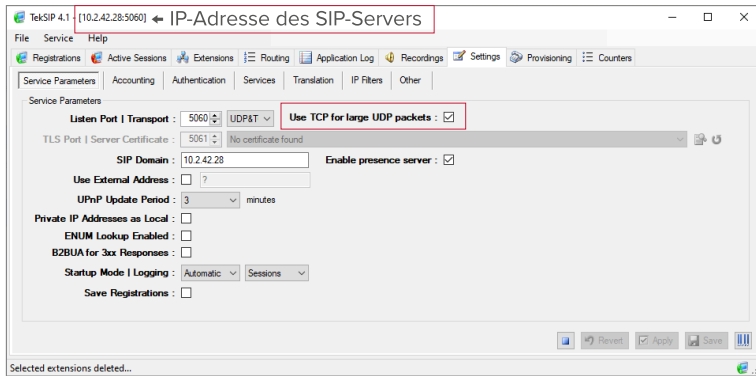 TekSIP 4.1 - [10.2.42.28:5060] IP-Adresse des SIP-Servers
File Service Help
Registrations Active Sessions Extensions Routing Application Log Recordings Settings Provisioning Counters
Service Parameters Accounting Authentication Services Translation IP Filters Other
Service Parameters
Listen Port | Transport : 5060 UDP&T Use TCP for large UDP packets :
TLS Port | Server Certificate : 5061 No certificate found
SIP Domain : 10.2.42.28 Enable presence server :
Use External Address : ?
UPnP Update Period : 3 minutes
Private IP Addresses as Local :
ENUM Lookup Enabled :
B2BUA for 3xx Responses :
Startup Mode | Logging : Automatic Sessions
Save Registrations :
Revert Apply Save
Selected extensions deleted...